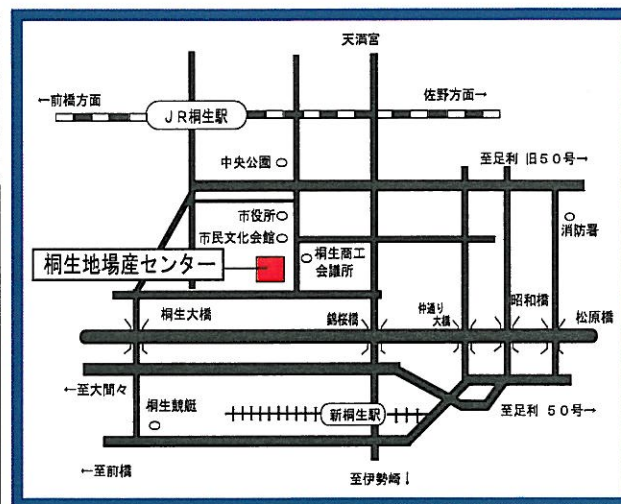 天満宮
←前橋方面
JR桐生駅
佐野方面→
中央公園
至足利 旧50号→
市役所
消防署
市民文化会館
桐生地場産センター
桐生商工
会議所
桐生大橋
錦桜橋
仲通り
大橋
昭和橋
松原橋
←至大間々
桐生競艇
新桐生駅
至足利 50号→
←至前橋
至伊勢崎↓